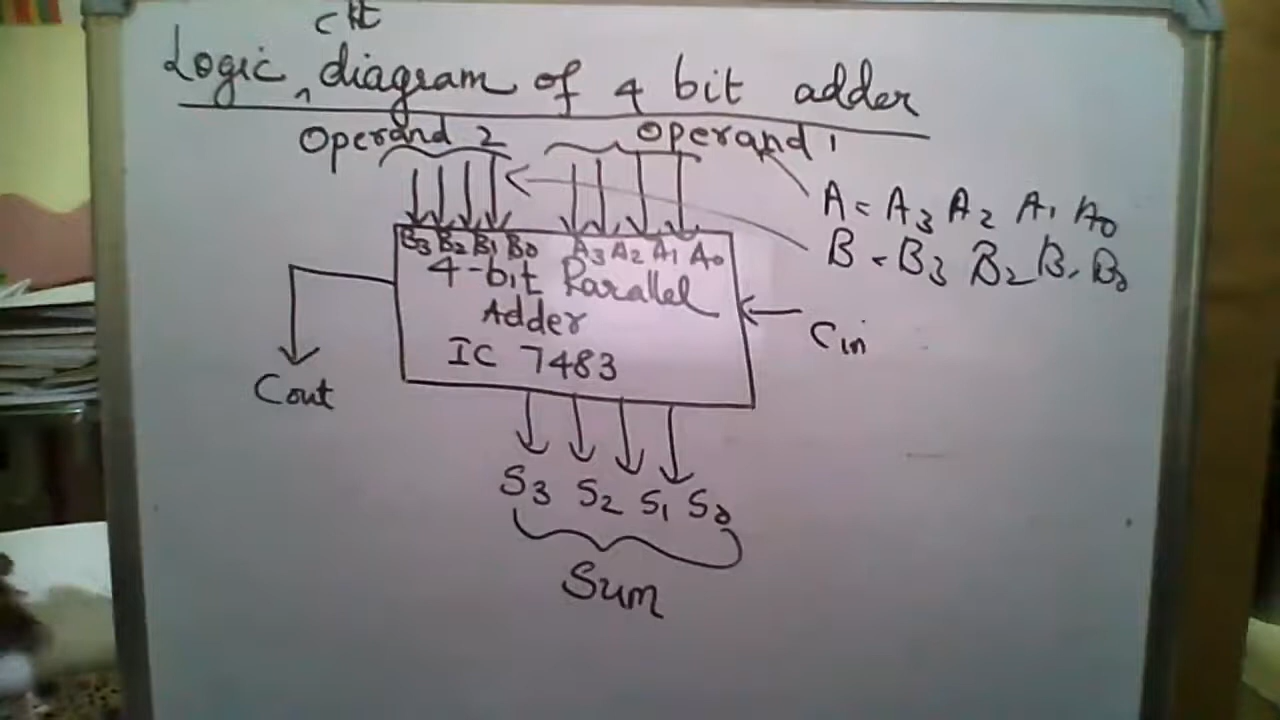 ckt
Logic ^ diagram of 4 bit adder
Operand 2 Operand 1
A = A3 A2 A1 A0
B = B3 B2 B1 B0
B3 B2 B1 B0 A3 A2 A1 A0
4-bit Parallel
Adder
IC 7483
Cin
Cout
S3 S2 S1 S0
Sum